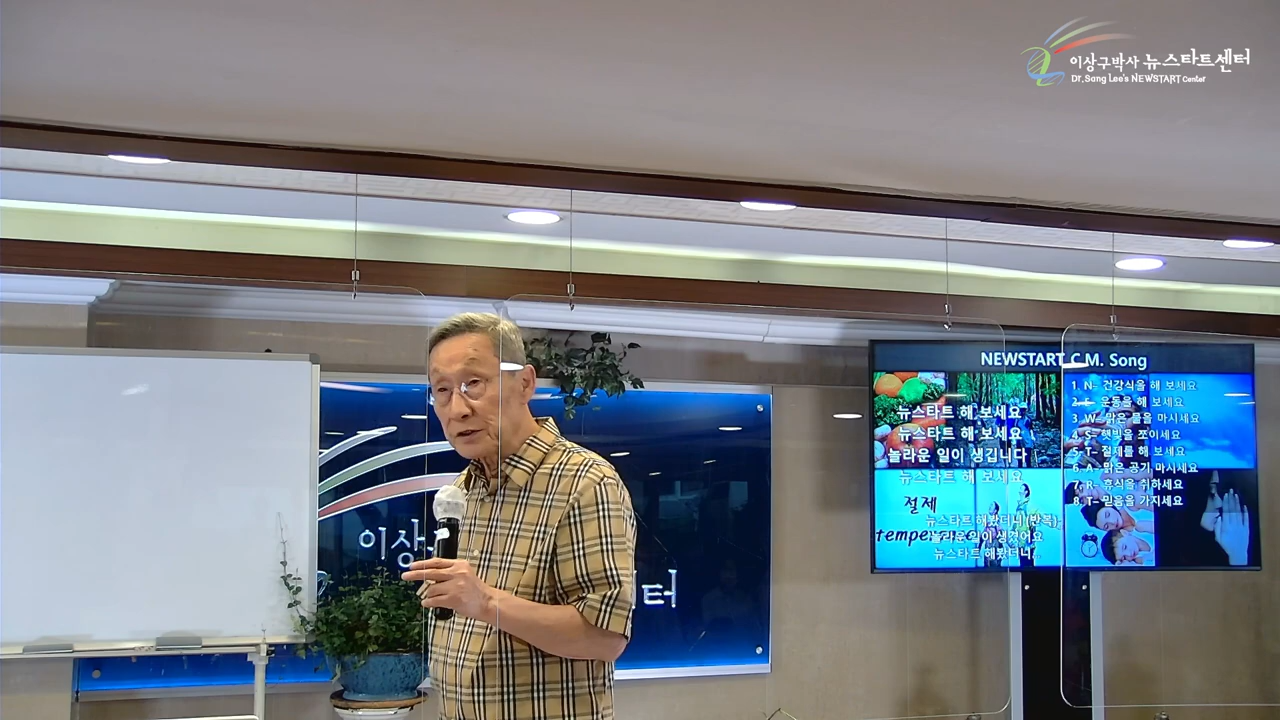 이상구박사 뉴스타트센터
Dr. Sang Lee's NEWSTART Center
NEWSTART C.M. Song
뉴스타트 해 보세요
뉴스타트 해 보세요
놀라운 일이 생깁니다
뉴스타트 해 보세요
절제
temperance
뉴스타트 해봤더니 (반복)
놀라운 일이 생겼어요
뉴스타트 해봤더니
1. N- 건강식을 해 보세요
2. E- 운동을 해 보세요
3. W- 맑은 물을 마시세요
4. S- 햇빛을 쪼이세요
5. T- 절제를 해 보세요
6. A- 맑은 공기 마시세요
7. R- 휴식을 취하세요
8. T- 믿음을 가지세요
이상
터